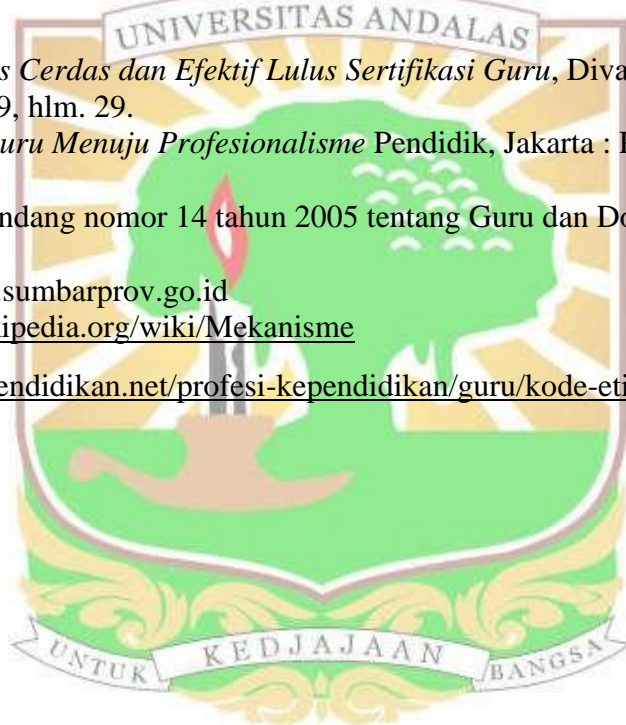 UNIVERSITAS ANDALAS
s Cerdas dan Efektif Lulus Sertifikasi Guru, Diva
9, hlm. 29.
uru Menuju Profesionalisme Pendidik, Jakarta :
ndang nomor 14 tahun 2005 tentang Guru dan Do
.sumbarprov.go.id
ipedia.org/wiki/Mekanisme
endidikan.net/profesi-kependidikan/guru/kode-eti
UNTUK KEDJAJAAN BANGSA